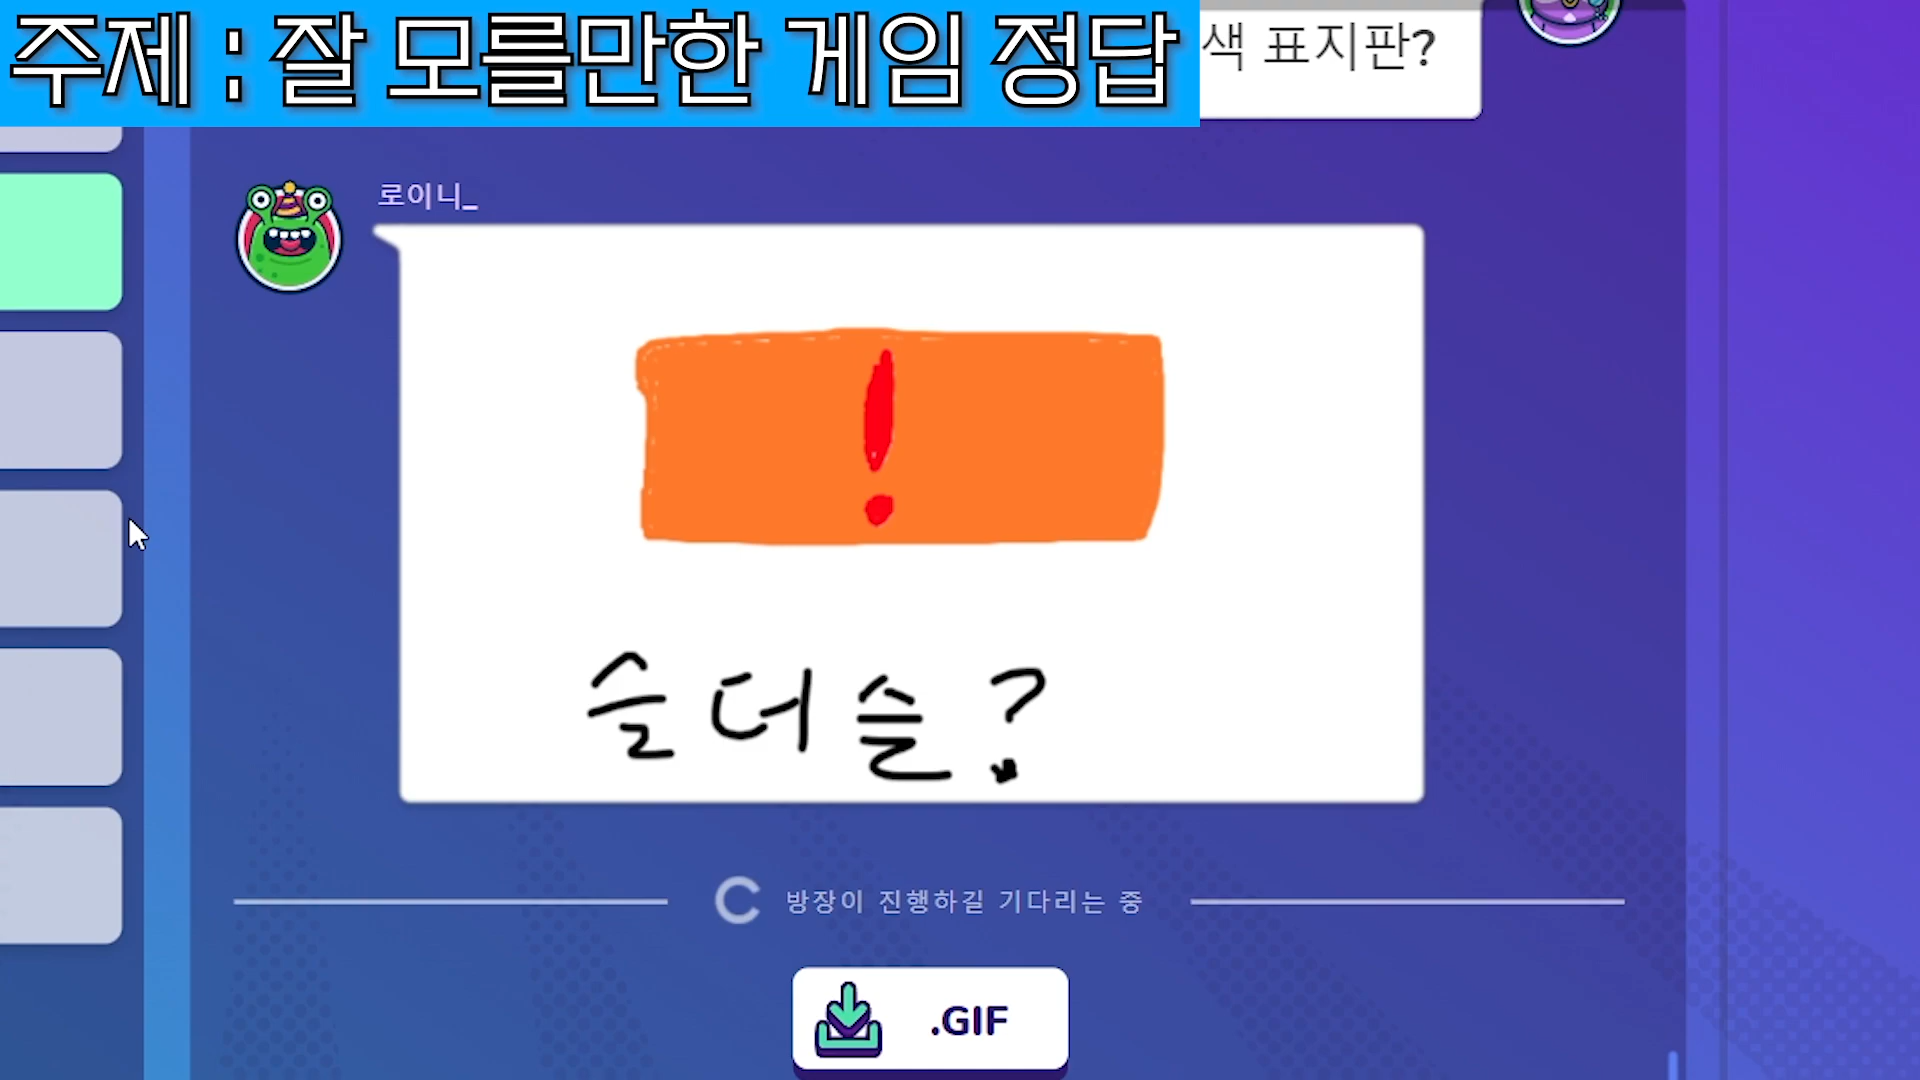 주제 : 잘 모를만한 게임 정답
색 표지판?
로이니_
!
슬더슬?
방장이 진행하길 기다리는 중
.GIF